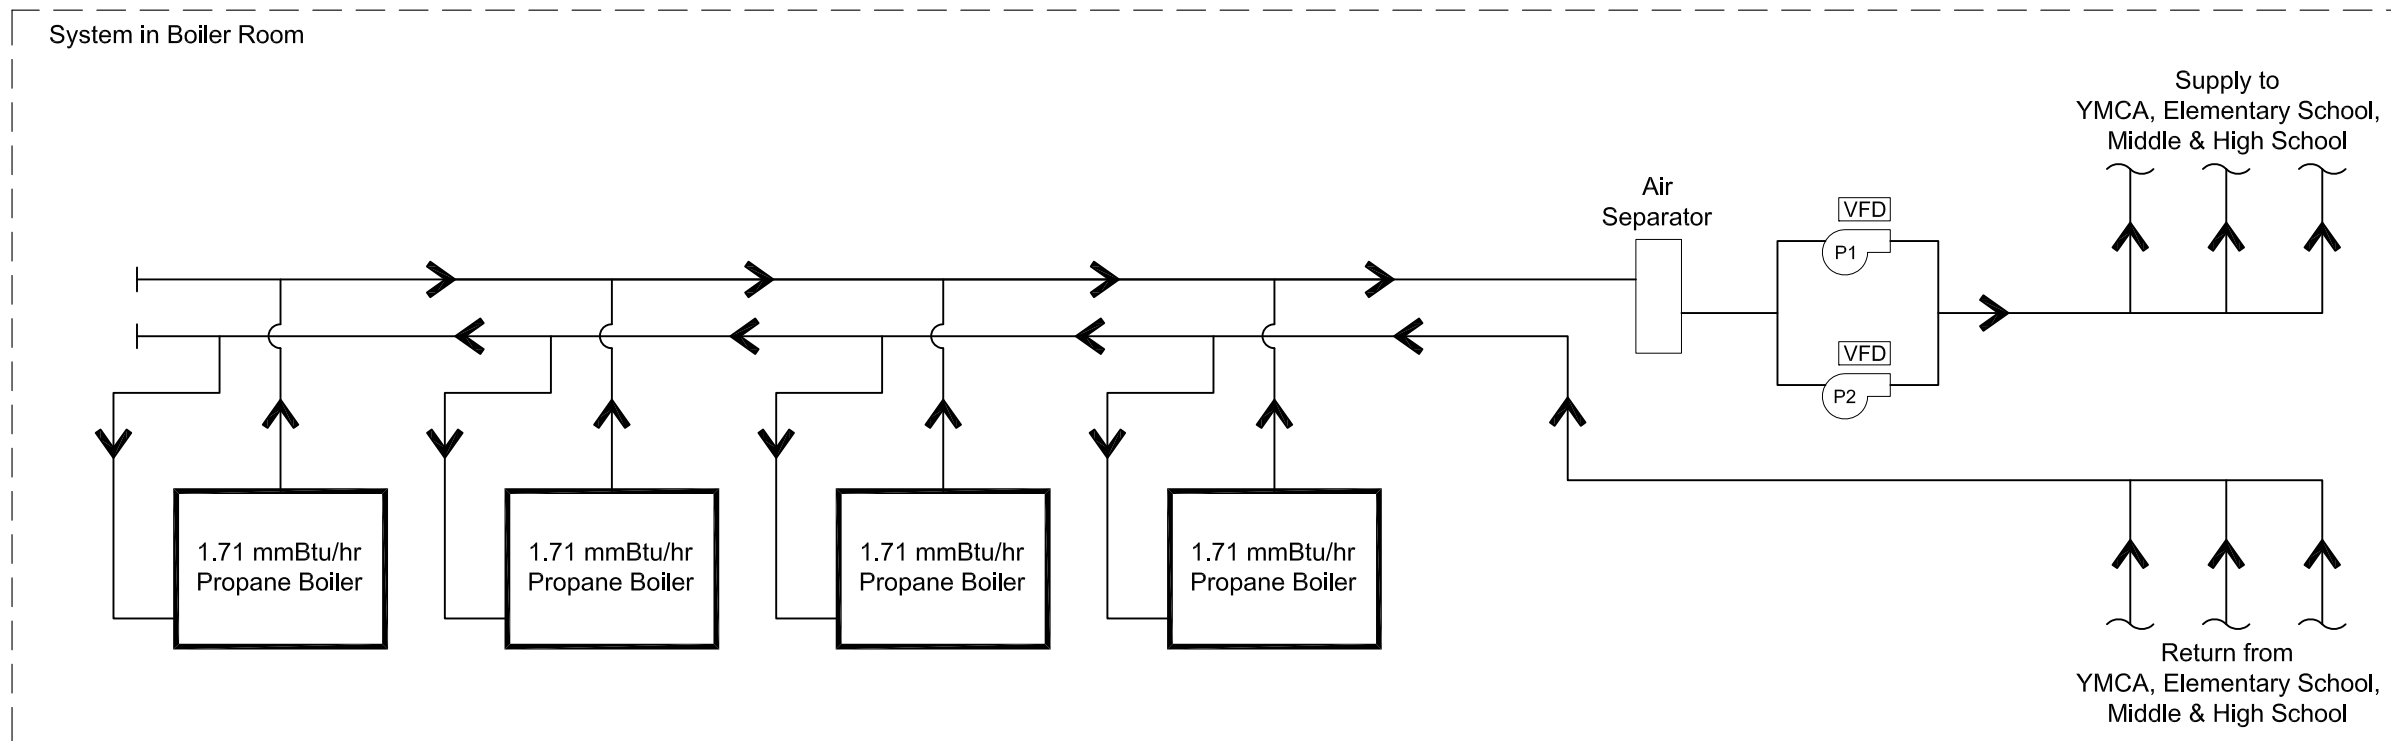 System in Boiler Room
Supply to
YMCA, Elementary School,
Middle & High School
Air
Separator
VFD
P1
VFD
P2
1.71 mmBtu/hr
Propane Boiler
1.71 mmBtu/hr
Propane Boiler
1.71 mmBtu/hr
Propane Boiler
1.71 mmBtu/hr
Propane Boiler
Return from
YMCA, Elementary School,
Middle & High School